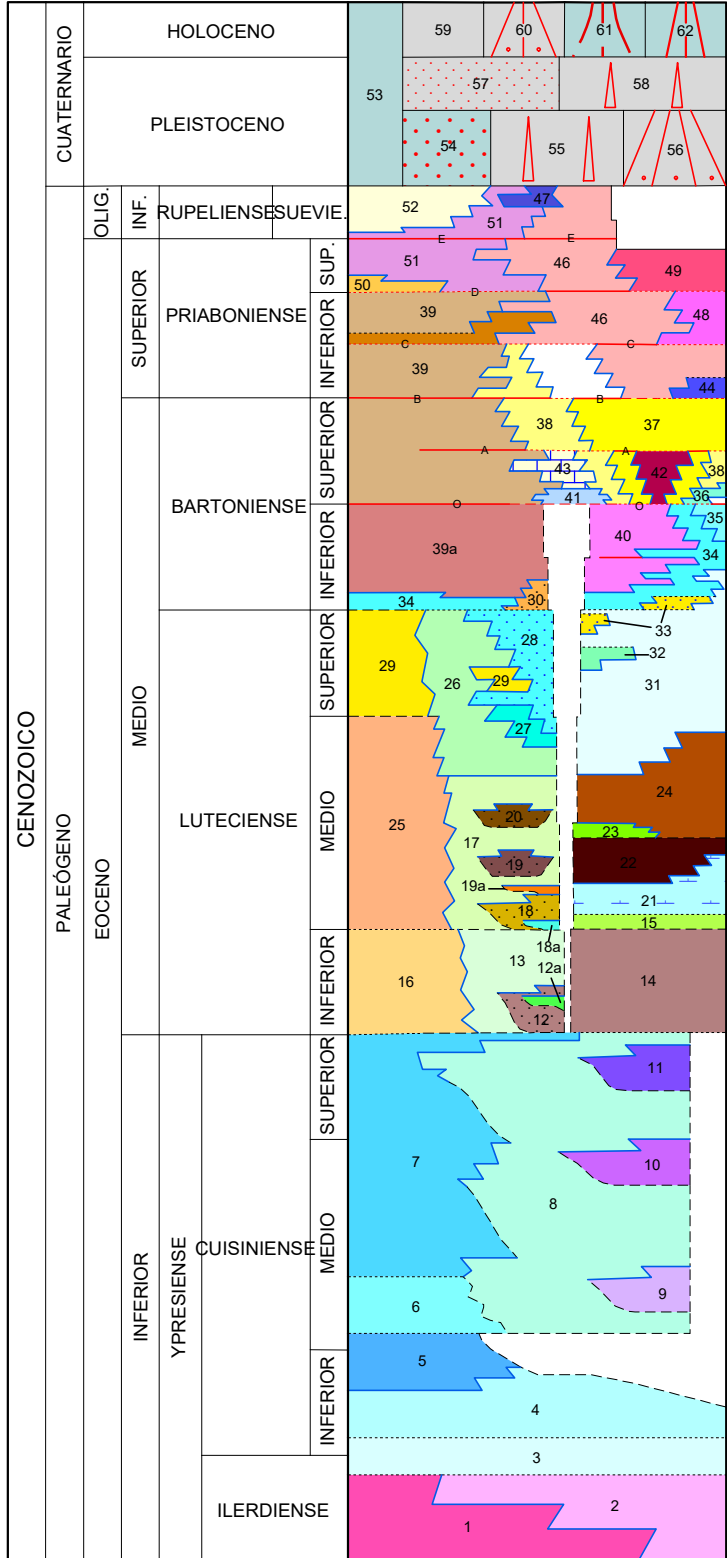 HOLOCENO
59
60
61
62
CUATERNARIO
PLEISTOCENO
53
57
58
54
55
56
CENOZOICO
PALEÓGENO
OLIG.
INF.
RUPELIENSE
SUEVIE.
52
47
51
E
E
EOCENO
SUPERIOR
PRIABONIENSE
SUP.
51
46
49
50
D
INFERIOR
39
46
48
C
C
39
44
B
B
MEDIO
BARTONIENSE
SUPERIOR
38
37
A
A
43
42
38
41
36
O
O
INFERIOR
35
40
39a
34
34
30
LUTECIENSE
SUPERIOR
33
28
32
29
26
29
31
27
MEDIO
24
20
25
23
17
19
22
19a
21
18
15
18a
INFERIOR
13
12a
16
14
12
INFERIOR
YPRESIENSE
CUISINIENSE
SUPERIOR
11
7
10
MEDIO
8
9
6
INFERIOR
5
4
3
ILERDIENSE
2
1